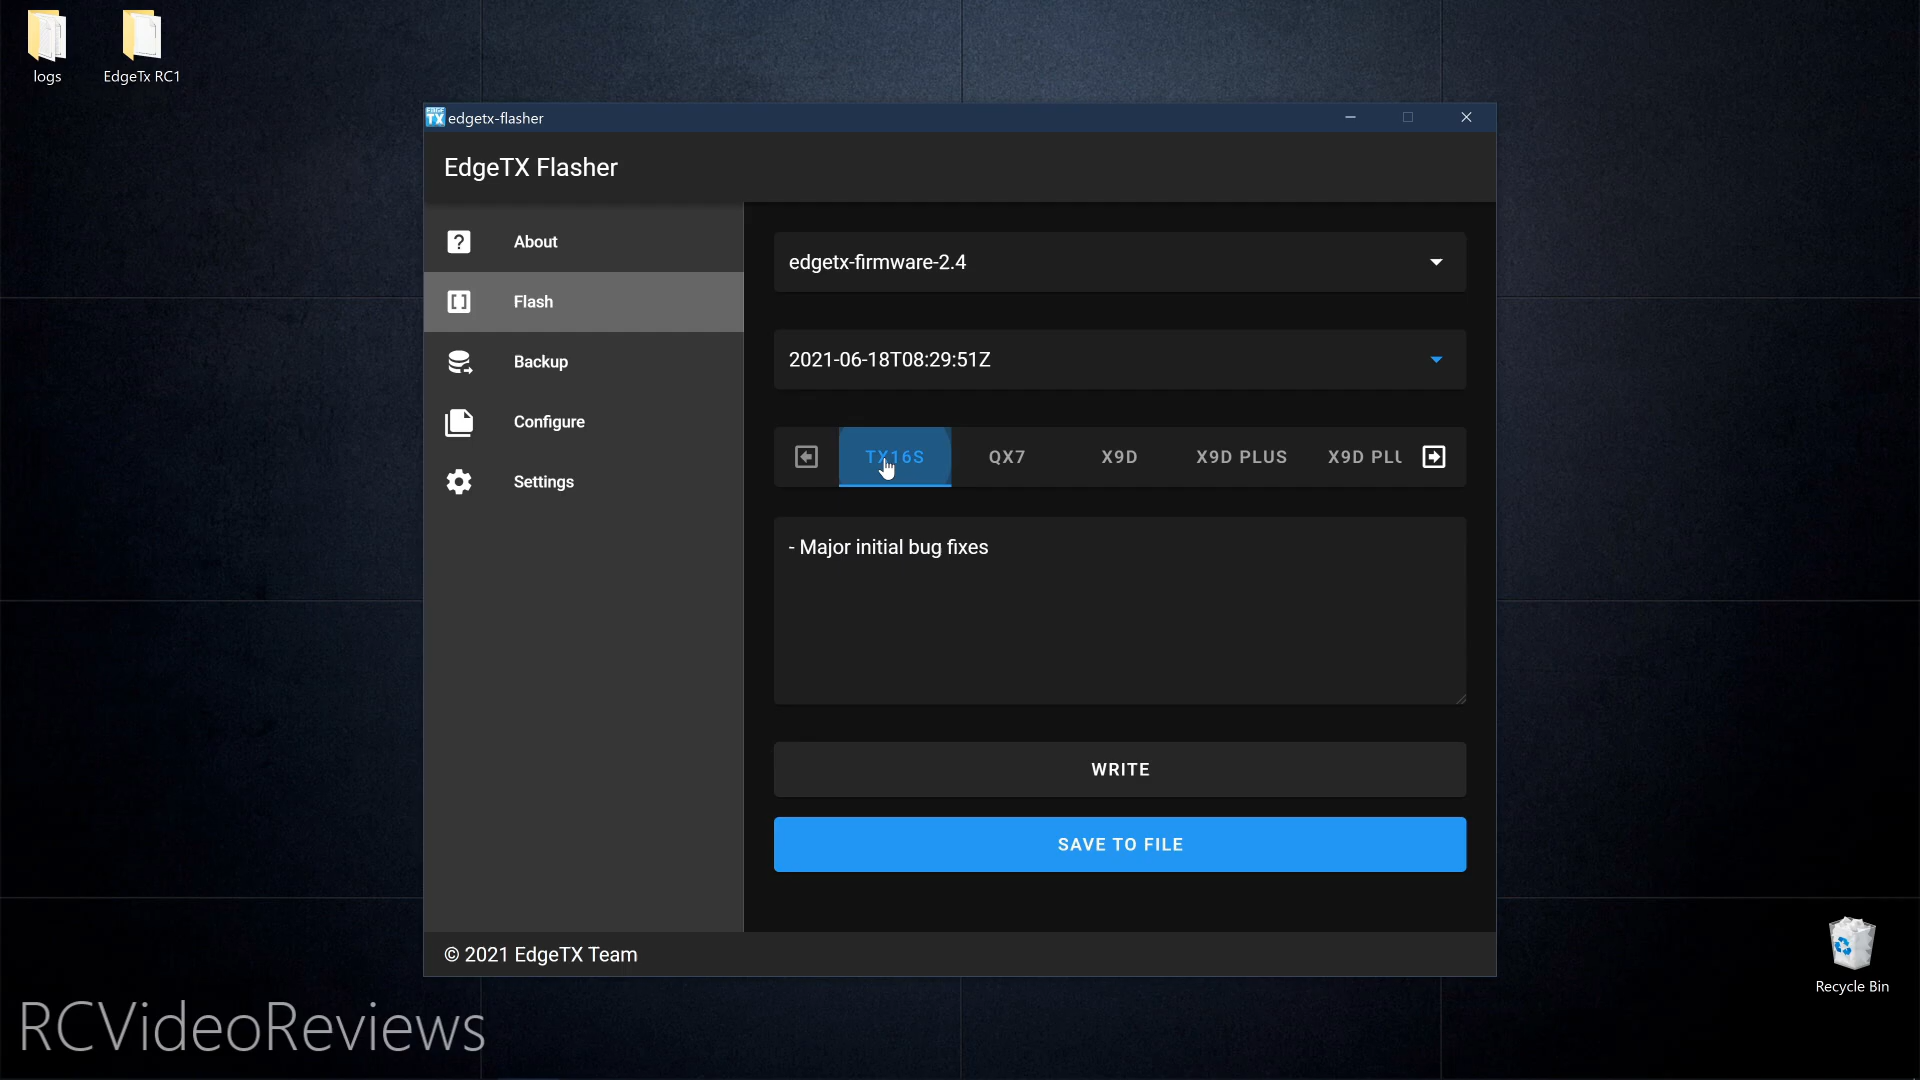 logs
EdgeTx RC1
EDGE
TX
edgetx-flasher
EdgeTX Flasher
About
Flash
Backup
Configure
Settings
edgetx-firmware-2.4
2021-06-18T08:29:51Z
TX16S
QX7
X9D
X9D PLUS
X9D PLU
- Major initial bug fixes
WRITE
SAVE TO FILE
© 2021 EdgeTX Team
Recycle Bin
RCVideoReviews